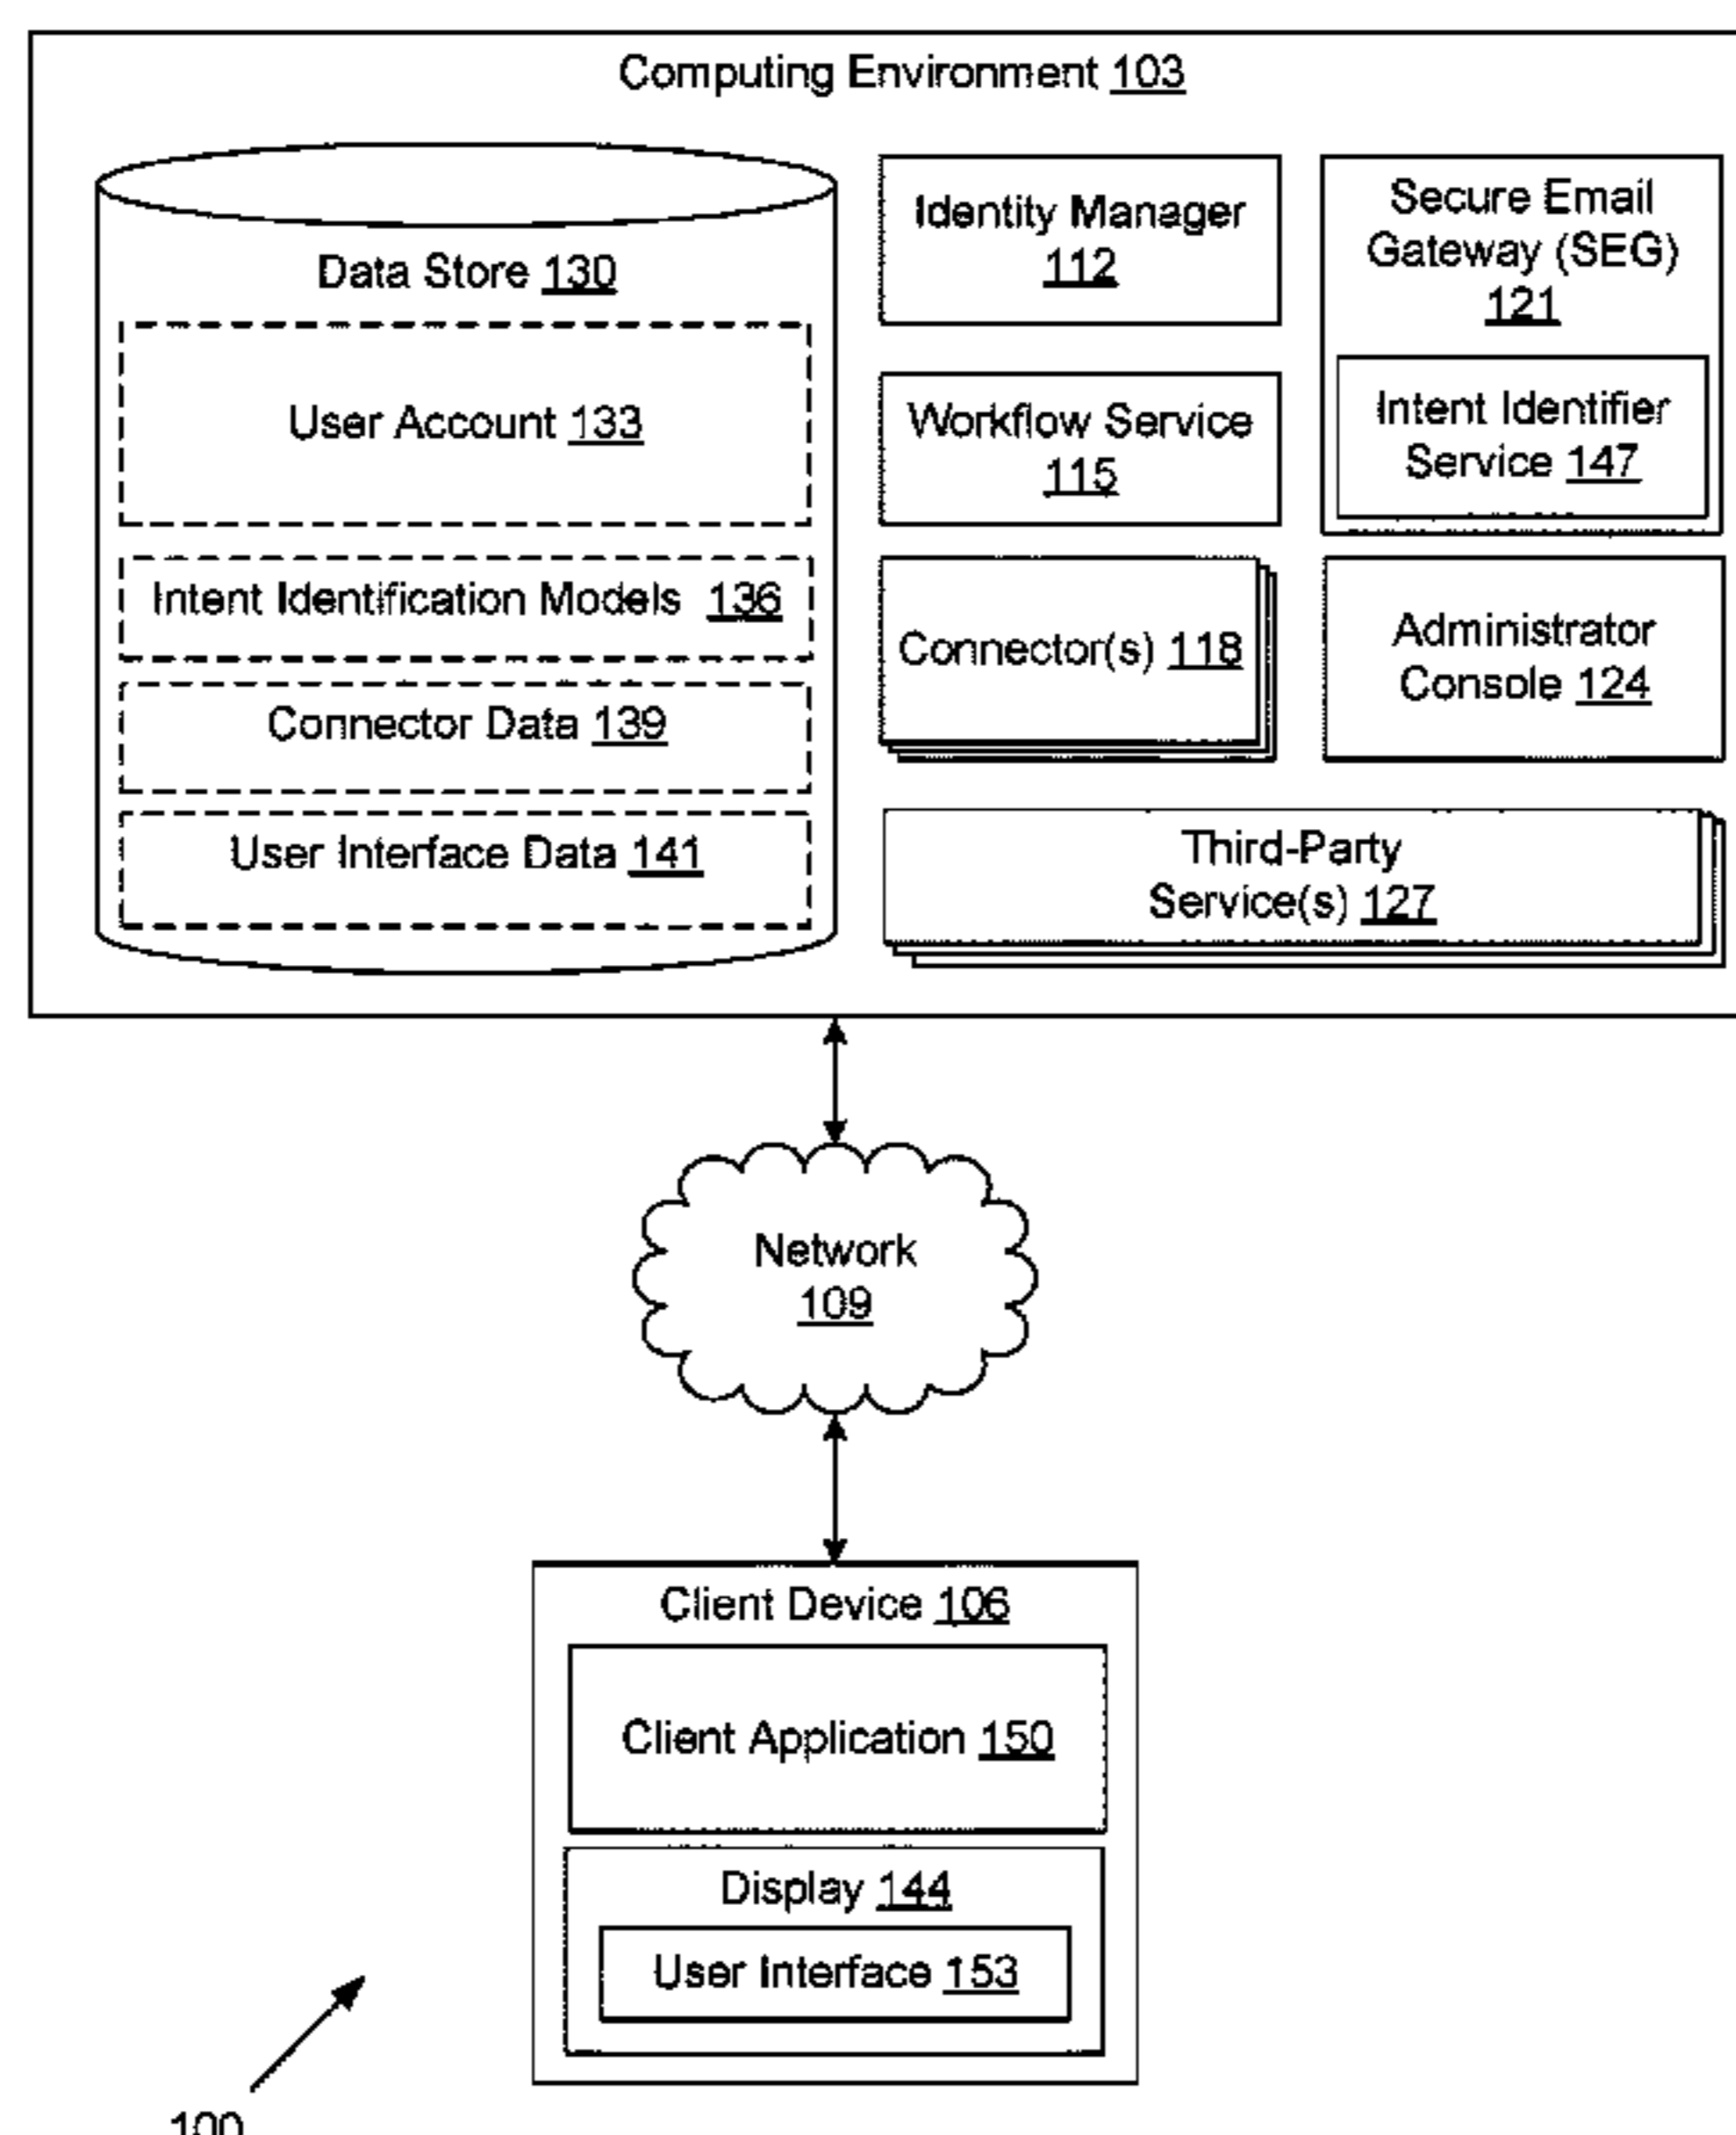 Computing Environment 103
Data Store 130
User Account 133
Intent Identification Models 136
Connector Data 139
User Interface Data 141
Identity Manager
112
Workflow Service
115
Connector(s) 118
Secure Email
Gateway (SEG)
121
Intent Identifier
Service 147
Administrator
Console 124
Third-Party
Service(s) 127
Network
109
Client Device 106
Client Application 150
Display 144
User Interface 153
100